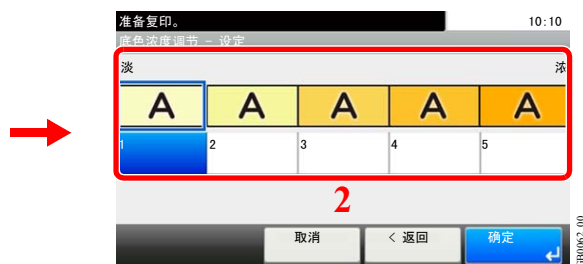 准备复印。 10:10
底色浓度调节 - 设定
淡 浓
A A A A A
1 2 3 4 5
2
取消 < 返回 确定